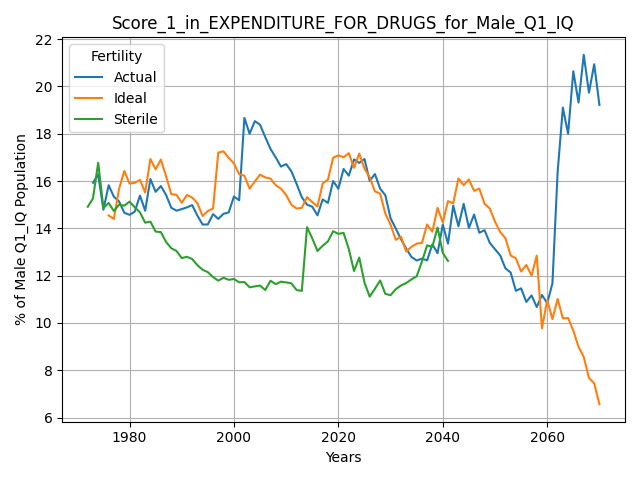 Score_1_in_EXPENDITURE_FOR_DRUGS_for_Male_Q1_IQ
Fertility
Actual
Ideal
Sterile
22
20
18
16
14
12
10
8
6
% of Male Q1_IQ Population
1980 2000 2020 2040 2060
Years